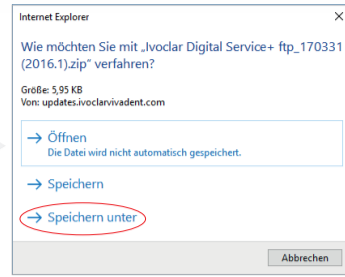 Internet Explorer
Wie möchten Sie mit „Ivoclar Digital Service+ ftp_170331
(2016.1).zip“ verfahren?
Größe: 5,95 KB
Von: updates.ivoclarvivadent.com
→ Öffnen
Die Datei wird nicht automatisch gespeichert.
→ Speichern
→ Speichern unter
Abbrechen